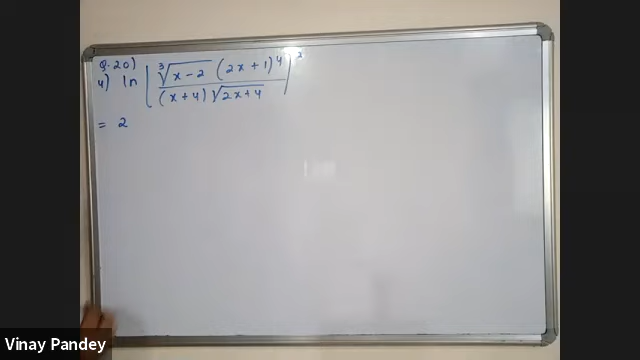 Q.20)
4) ln [ ∛(x-2) (2x+1)^4 / (x+4) √(2x+4) ]^2
= 2
Vinay Pandey